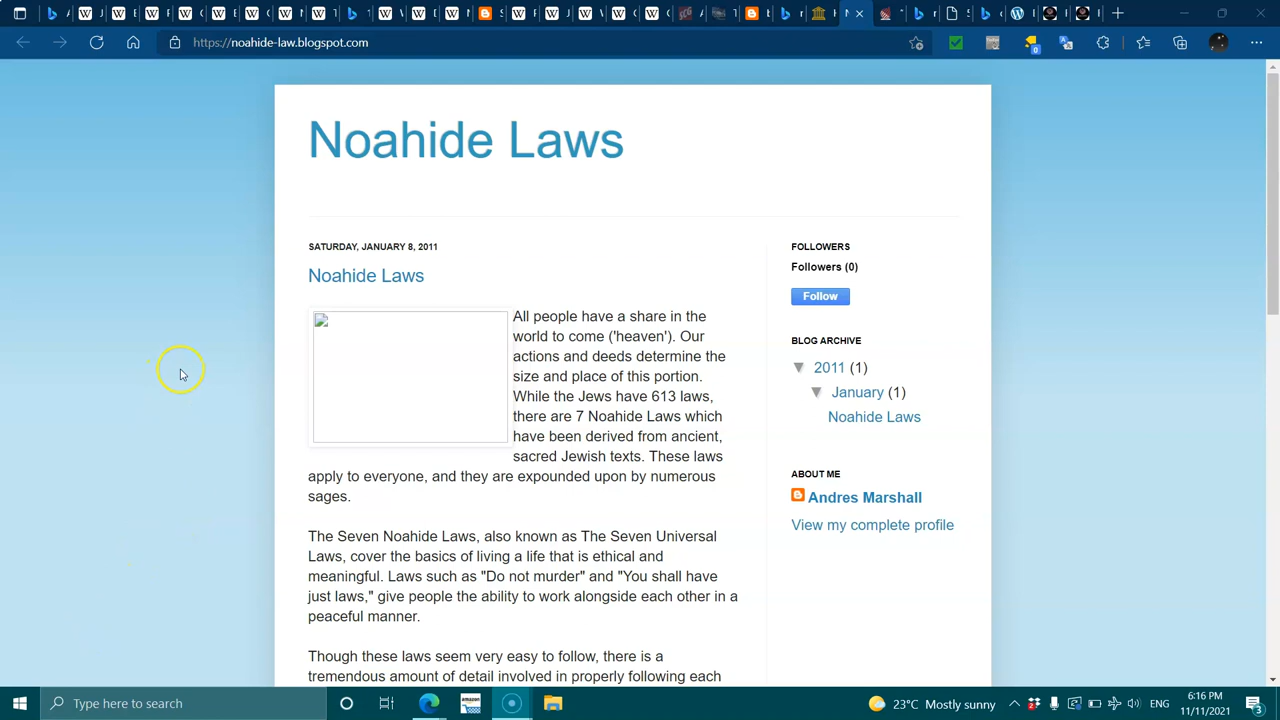 https://noahide-law.blogspot.com
0
Noahide Laws
SATURDAY, JANUARY 8, 2011
Noahide Laws
All people have a share in the
world to come ('heaven'). Our
actions and deeds determine the
size and place of this portion.
While the Jews have 613 laws,
there are 7 Noahide Laws which
have been derived from ancient,
sacred Jewish texts. These laws
apply to everyone, and they are expounded upon by numerous
sages.
The Seven Noahide Laws, also known as The Seven Universal
Laws, cover the basics of living a life that is ethical and
meaningful. Laws such as "Do not murder" and "You shall have
just laws," give people the ability to work alongside each other in a
peaceful manner.
Though these laws seem very easy to follow, there is a
tremendous amount of detail involved in properly following each
FOLLOWERS
Followers (0)
Follow
BLOG ARCHIVE
▼ 2011 (1)
▼ January (1)
Noahide Laws
ABOUT ME
Andres Marshall
View my complete profile
Type here to search
amazon
23°C Mostly sunny
2
ENG
6:16 PM
11/11/2021
3